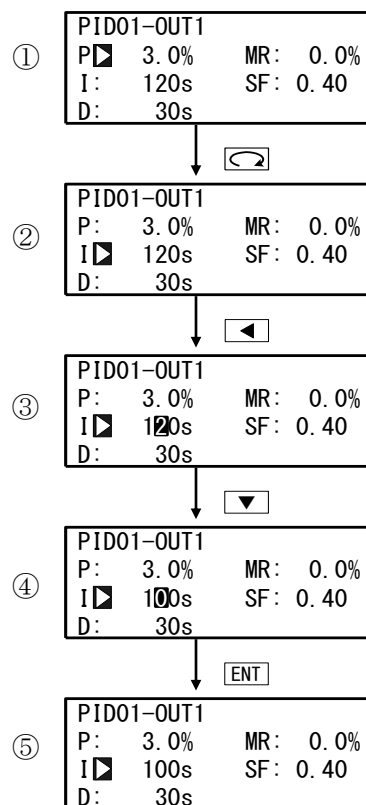 ①
PID01-OUT1
P▶ 3.0% MR: 0.0%
I: 120s SF: 0.40
D: 30s
②
PID01-OUT1
P: 3.0% MR: 0.0%
I▶ 120s SF: 0.40
D: 30s
◀
③
PID01-OUT1
P: 3.0% MR: 0.0%
I▶ 120s SF: 0.40
D: 30s
▼
④
PID01-OUT1
P: 3.0% MR: 0.0%
I▶ 100s SF: 0.40
D: 30s
ENT
⑤
PID01-OUT1
P: 3.0% MR: 0.0%
I▶ 100s SF: 0.40
D: 30s